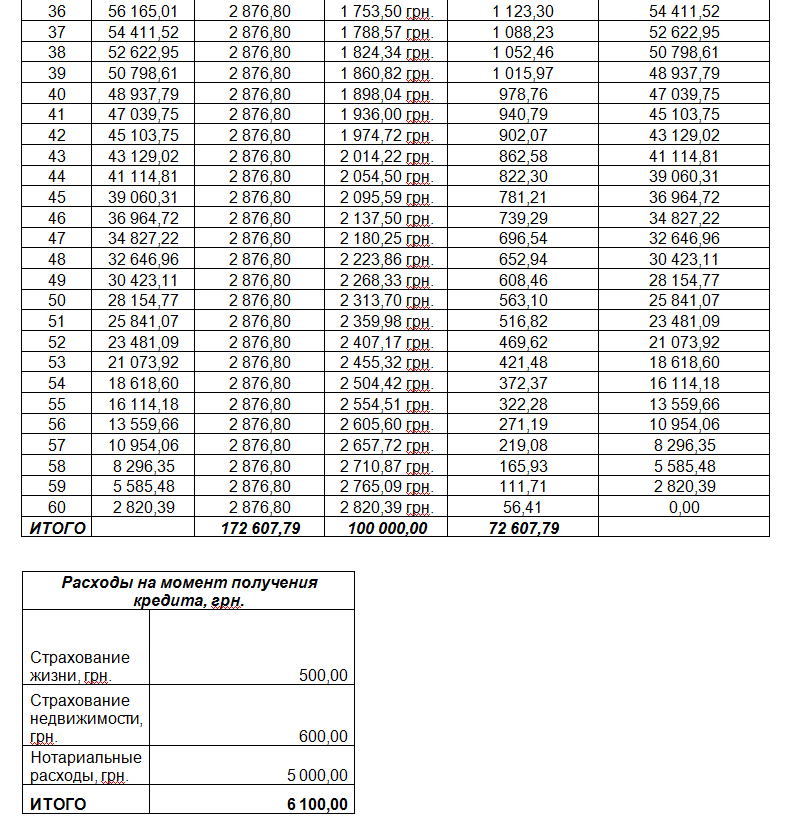 36 56 165,01 2 876,80 1 753,50 грн. 1 123,30 54 411,52
37 54 411,52 2 876,80 1 788,57 грн. 1 088,23 52 622,95
38 52 622,95 2 876,80 1 824,34 грн. 1 052,46 50 798,61
39 50 798,61 2 876,80 1 860,82 грн. 1 015,97 48 937,79
40 48 937,79 2 876,80 1 898,04 грн. 978,76 47 039,75
41 47 039,75 2 876,80 1 936,00 грн. 940,79 45 103,75
42 45 103,75 2 876,80 1 974,72 грн. 902,07 43 129,02
43 43 129,02 2 876,80 2 014,22 грн. 862,58 41 114,81
44 41 114,81 2 876,80 2 054,50 грн. 822,30 39 060,31
45 39 060,31 2 876,80 2 095,59 грн. 781,21 36 964,72
46 36 964,72 2 876,80 2 137,50 грн. 739,29 34 827,22
47 34 827,22 2 876,80 2 180,25 грн. 696,54 32 646,96
48 32 646,96 2 876,80 2 223,86 грн. 652,94 30 423,11
49 30 423,11 2 876,80 2 268,33 грн. 608,46 28 154,77
50 28 154,77 2 876,80 2 313,70 грн. 563,10 25 841,07
51 25 841,07 2 876,80 2 359,98 грн. 516,82 23 481,09
52 23 481,09 2 876,80 2 407,17 грн. 469,62 21 073,92
53 21 073,92 2 876,80 2 455,32 грн. 421,48 18 618,60
54 18 618,60 2 876,80 2 504,42 грн. 372,37 16 114,18
55 16 114,18 2 876,80 2 554,51 грн. 322,28 13 559,66
56 13 559,66 2 876,80 2 605,60 грн. 271,19 10 954,06
57 10 954,06 2 876,80 2 657,72 грн. 219,08 8 296,35
58 8 296,35 2 876,80 2 710,87 грн. 165,93 5 585,48
59 5 585,48 2 876,80 2 765,09 грн. 111,71 2 820,39
60 2 820,39 2 876,80 2 820,39 грн. 56,41 0,00
ИТОГО 172 607,79 100 000,00 72 607,79
Расходы на момент получения
кредита, грн.
Страхование
жизни, грн. 500,00
Страхование
недвижимости,
грн. 600,00
Нотариальные
расходы, грн. 5 000,00
ИТОГО 6 100,00